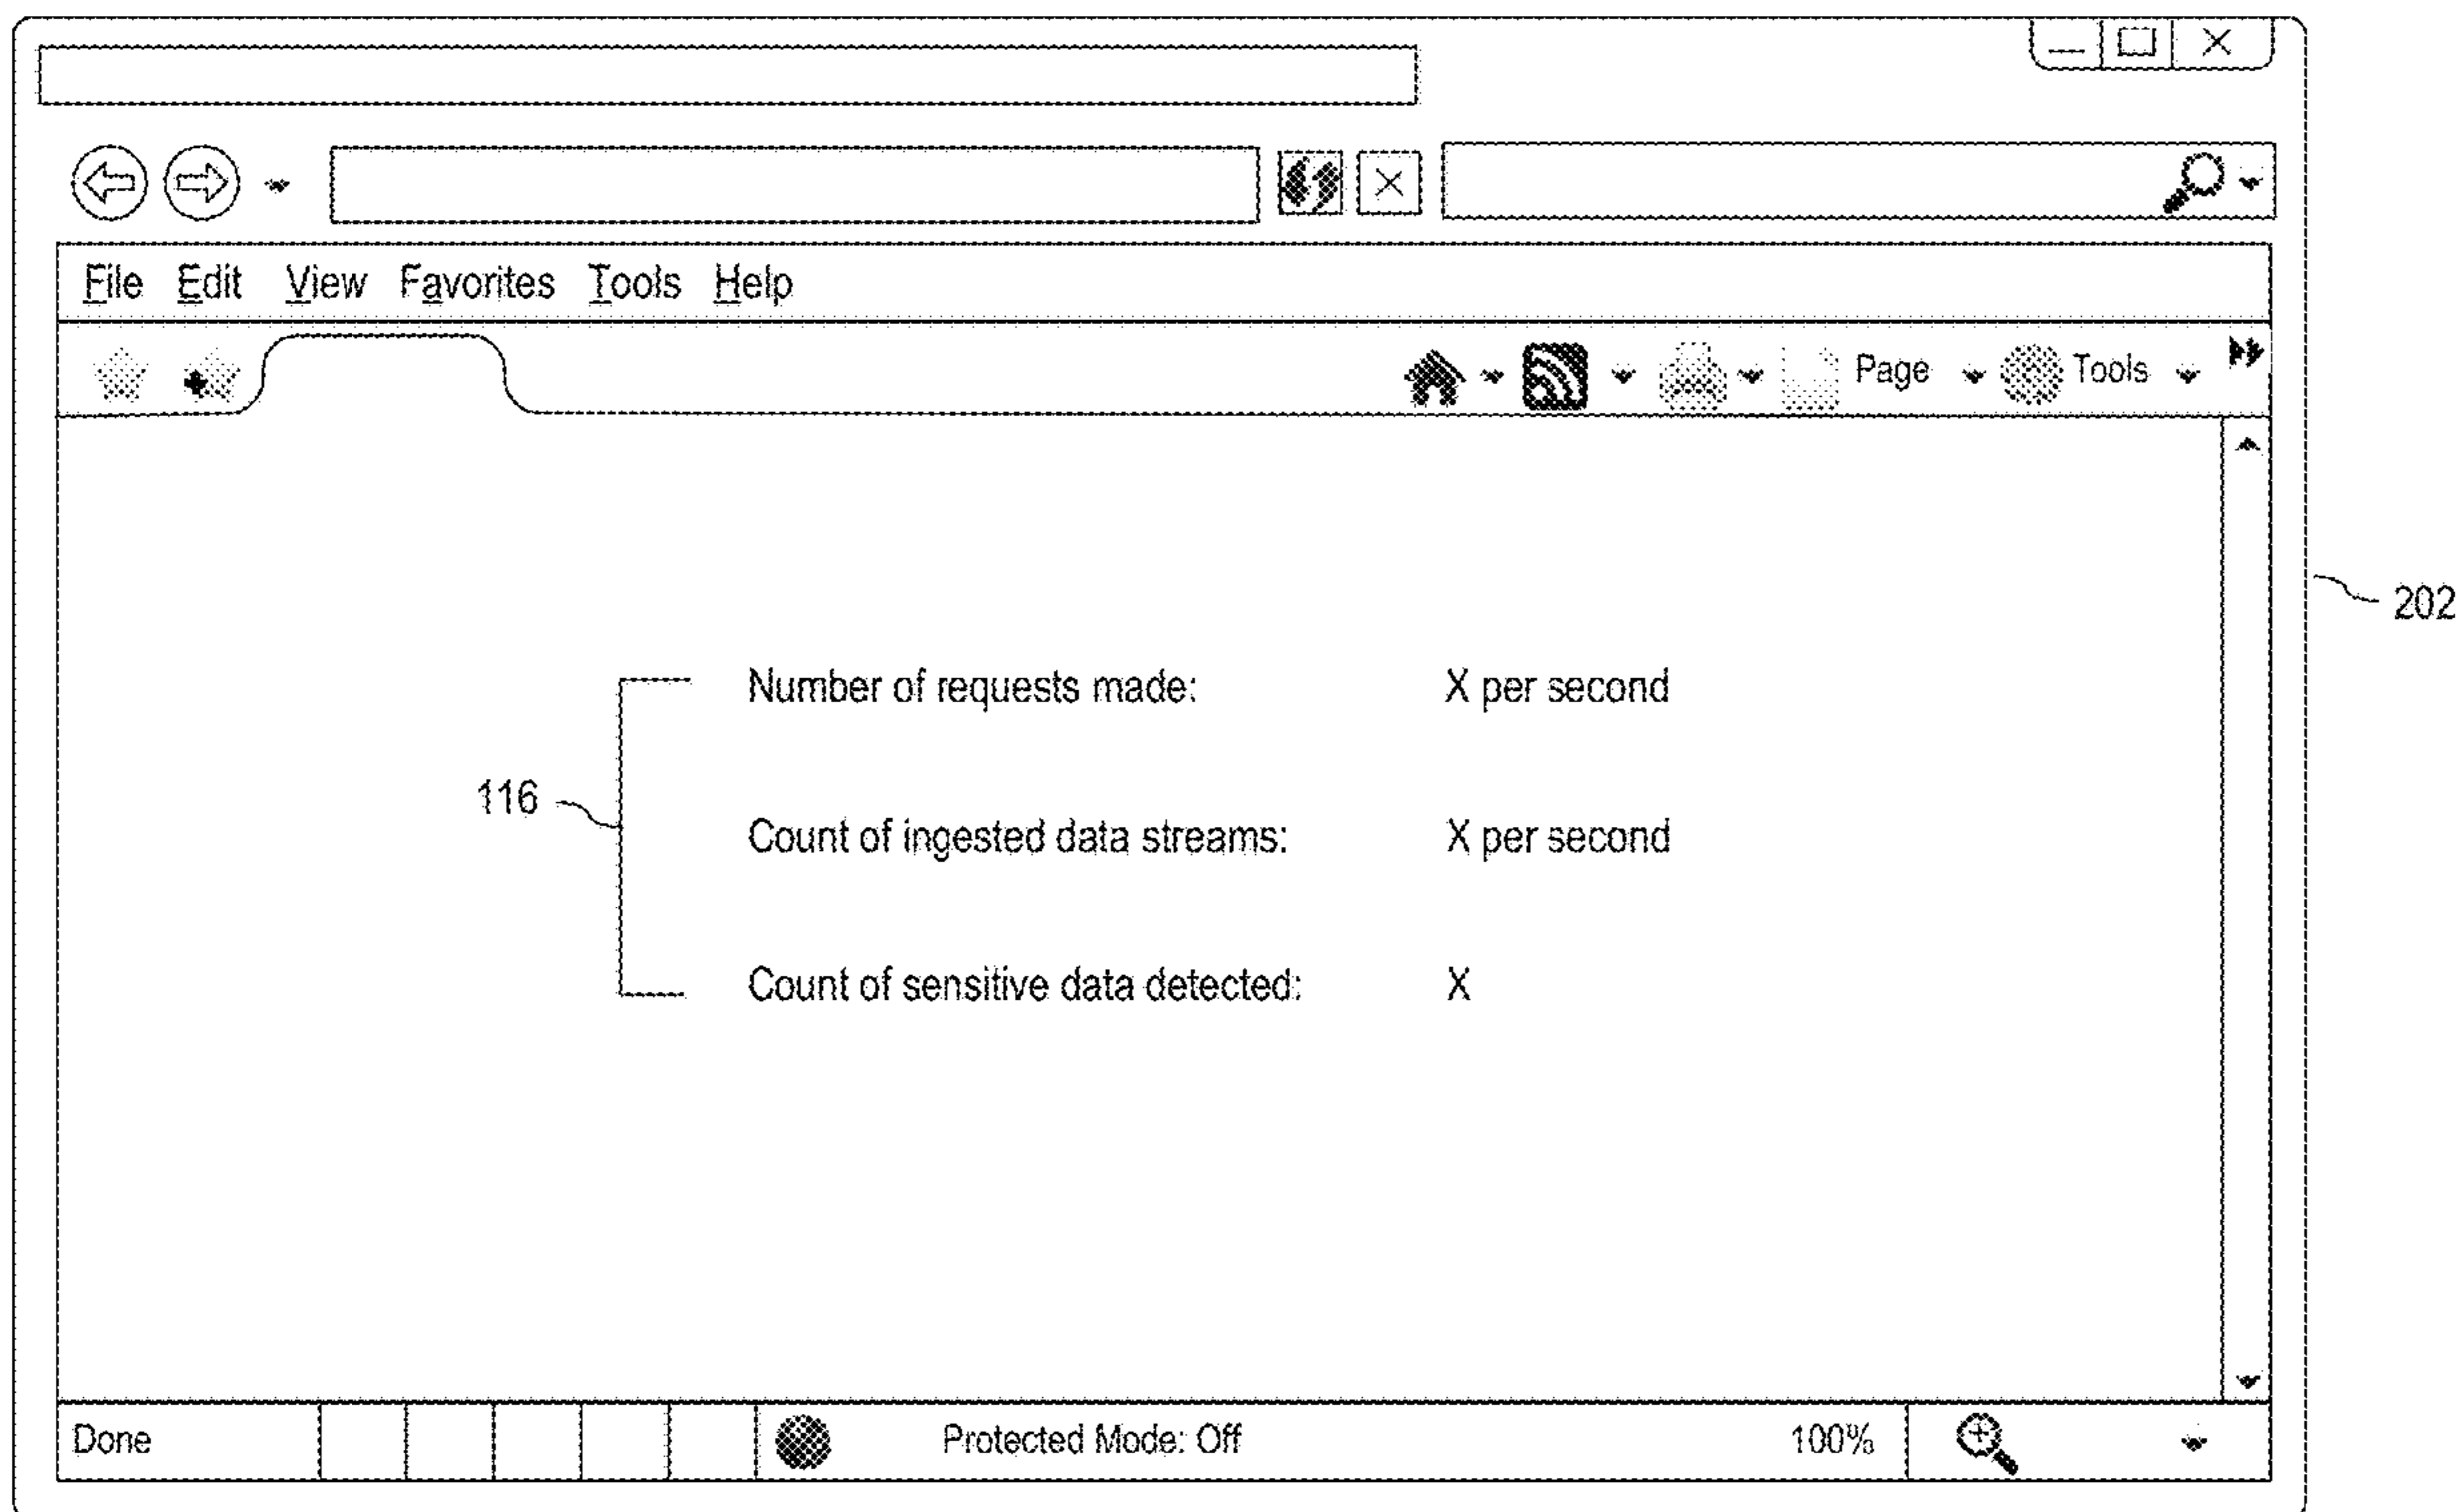 File Edit View Favorites Tools Help
Page Tools
202
Number of requests made: X per second
116
Count of ingested data streams: X per second
Count of sensitive data detected: X
Done Protected Mode: Off 100%